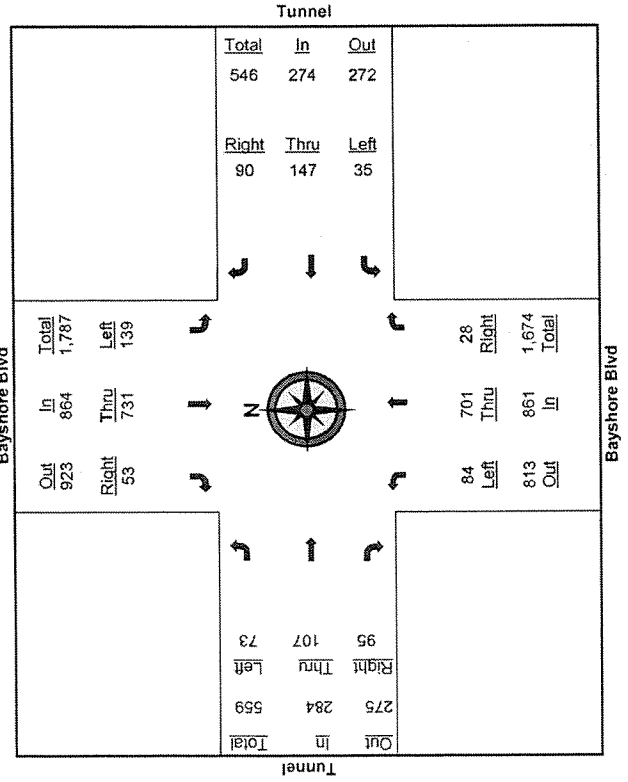 Tunnel
Total In Out
546 274 272
Right Thru Left
90 147 35
Bayshore Blvd
Out In Total
923 864 1,787
Right Thru Left
53 731 139
N
84 701 28
Left Thru Right
813 861 1,674
Out In Total
Bayshore Blvd
Tunnel
Out In Total
275 284 559
Right Thru Left
95 107 73